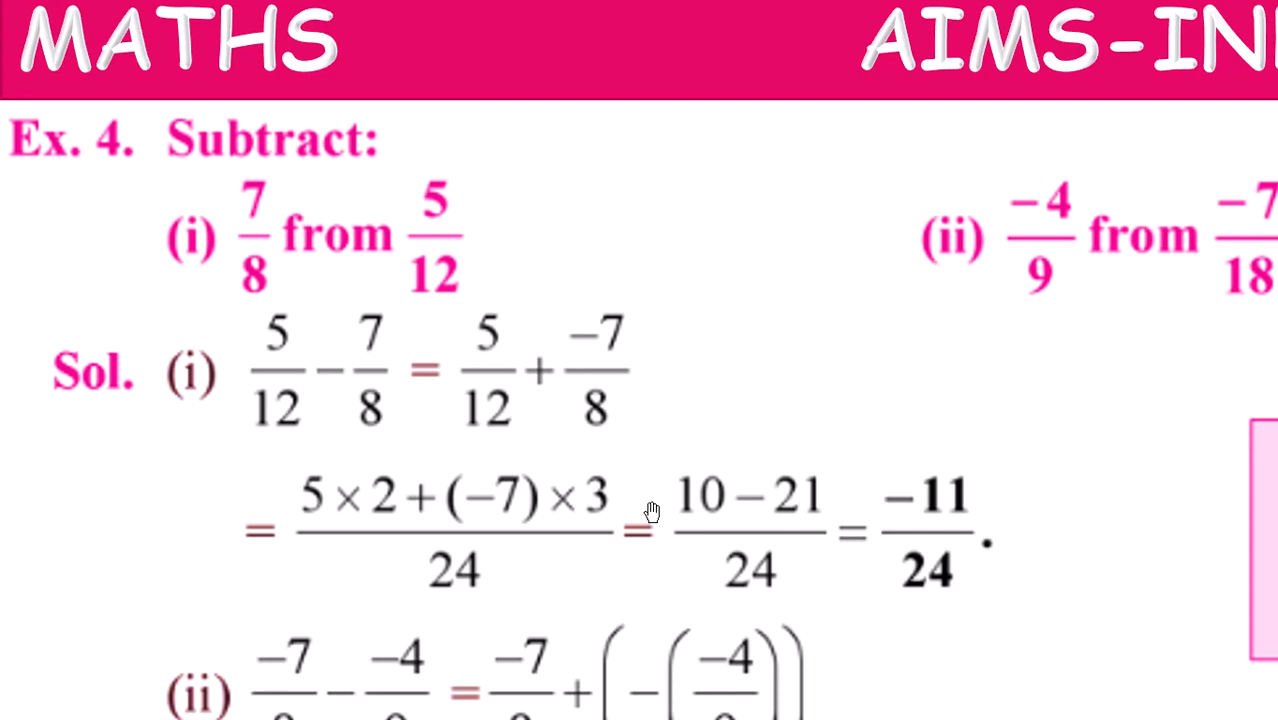 MATHS AIMS-IN
Ex. 4. Subtract:
(i) 7/8 from 5/12 (ii) −4/9 from −7/18
Sol. (i) 5/12 − 7/8 = 5/12 + −7/8
= 5×2+(−7)×3/24 = 10−21/24 = −11/24.
(ii) −7 − −4 = −7 + (−(−4))